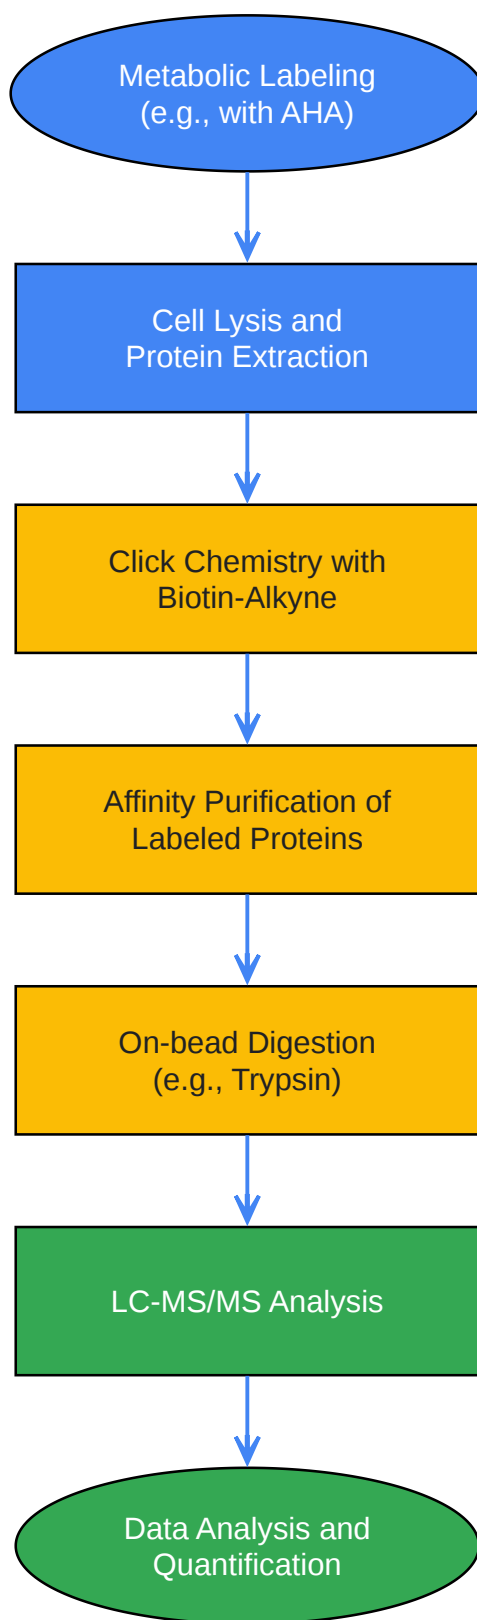 Metabolic Labeling
(e.g., with AHA)
Cell Lysis and
Protein Extraction
Click Chemistry with
Biotin-Alkyne
Affinity Purification of
Labeled Proteins
On-bead Digestion
(e.g., Trypsin)
LC-MS/MS Analysis
Data Analysis and
Quantification